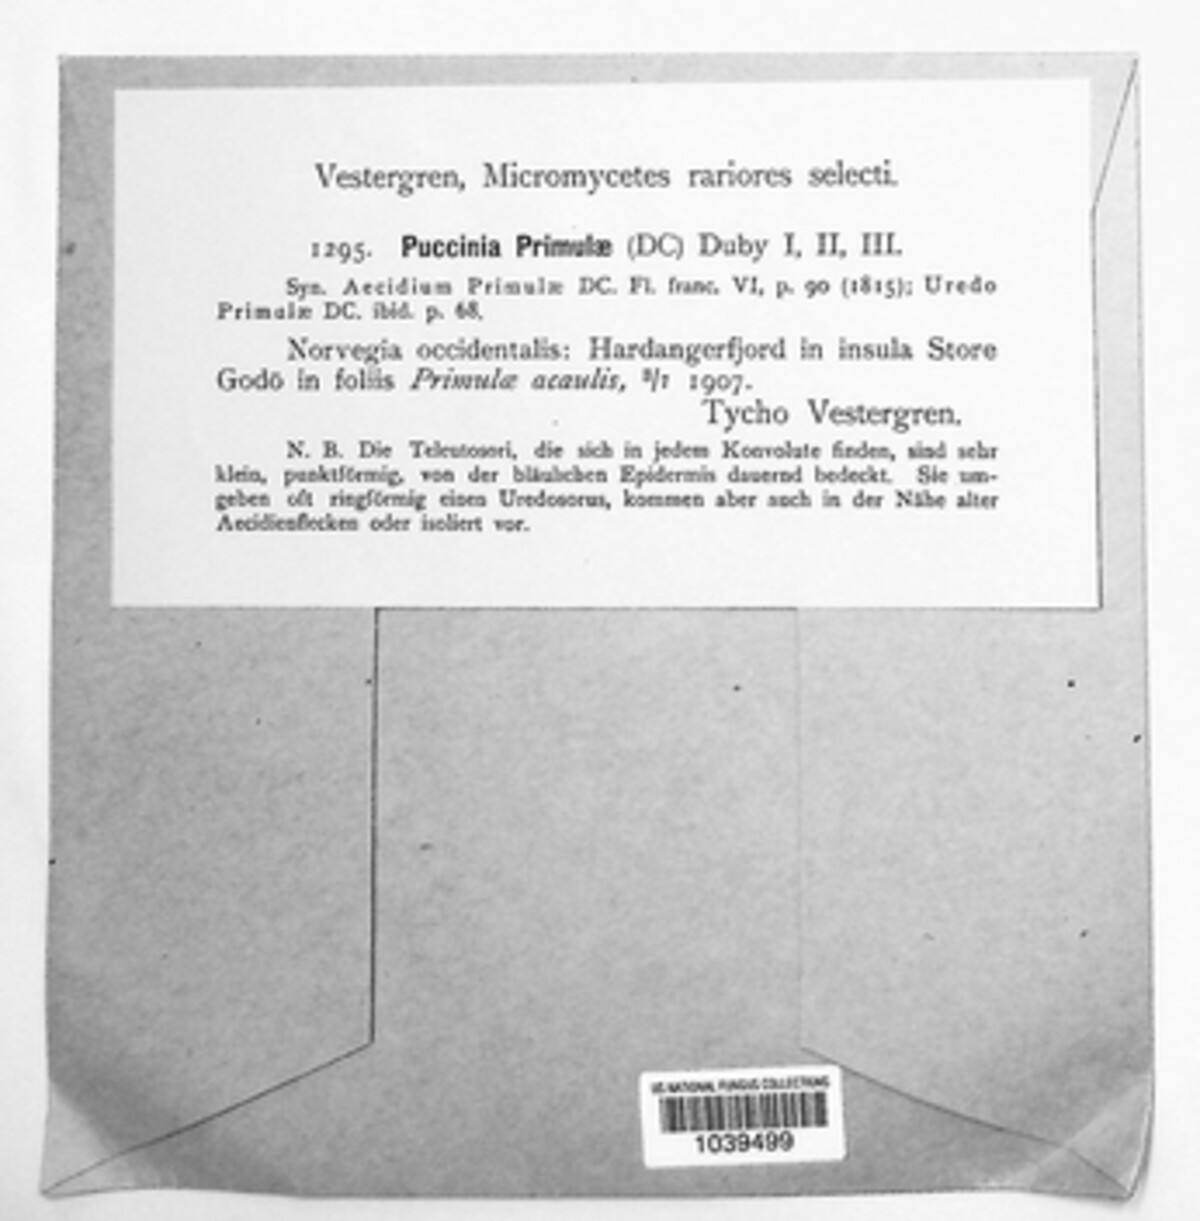 Vestergren, Micromycetes rariores selecti.
1295. Puccinia Primulæ (DC) Duby I, II, III.
Syn. Aecidium Primulæ DC. Fl. franc. VI, p. 90 (1815); Uredo
Primulæ DC. ibid. p. 68.
Norvegia occidentalis: Hardangerfjord in insula Store
Godö in foliis Primulæ acaulis, 8/1 1907.
Tycho Vestergren.
N. B. Die Teleutosori, die sich in jedem Konvolute finden, sind sehr
klein, punktförmig, von der bläulichen Epidermis dauernd bedeckt. Sie um-
geben oft ringförmig einen Uredosorus, kommen aber auch in der Nähe alter
Aecidienflecken oder isoliert vor.
US NATIONAL FUNGUS COLLECTIONS
1039499